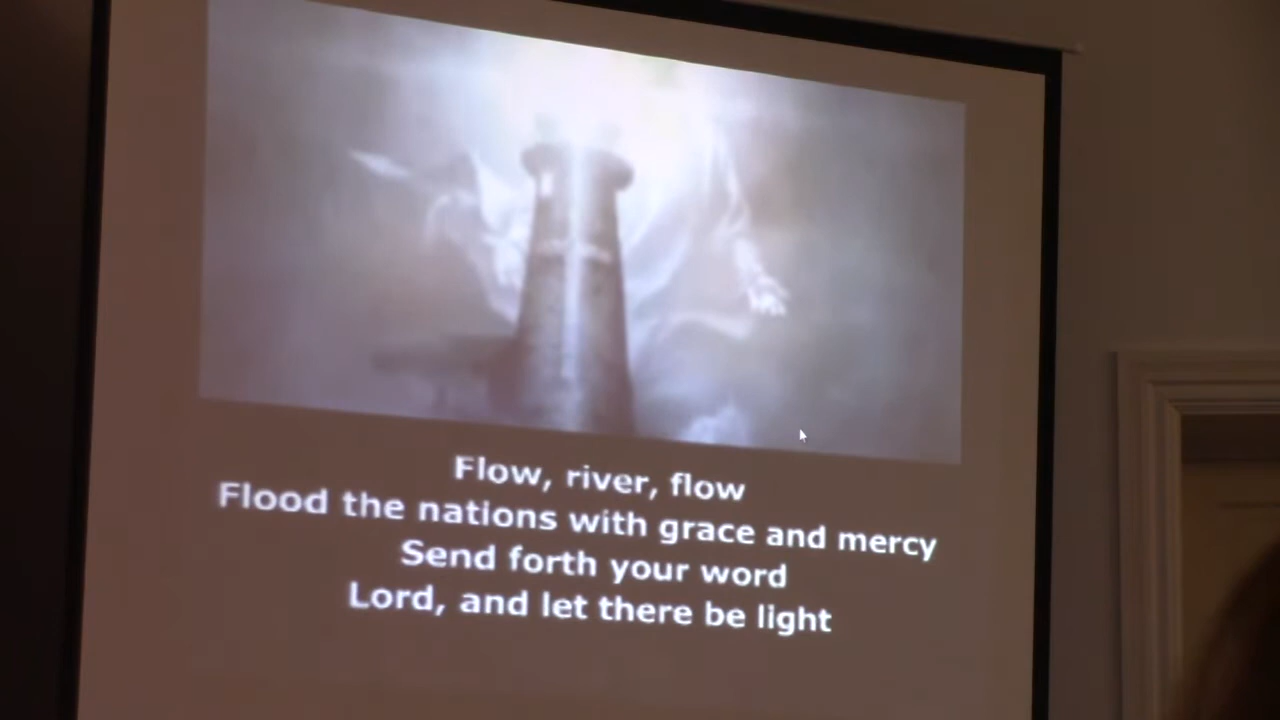 Flow, river, flow
Flood the nations with grace and mercy
Send forth your word
Lord, and let there be light